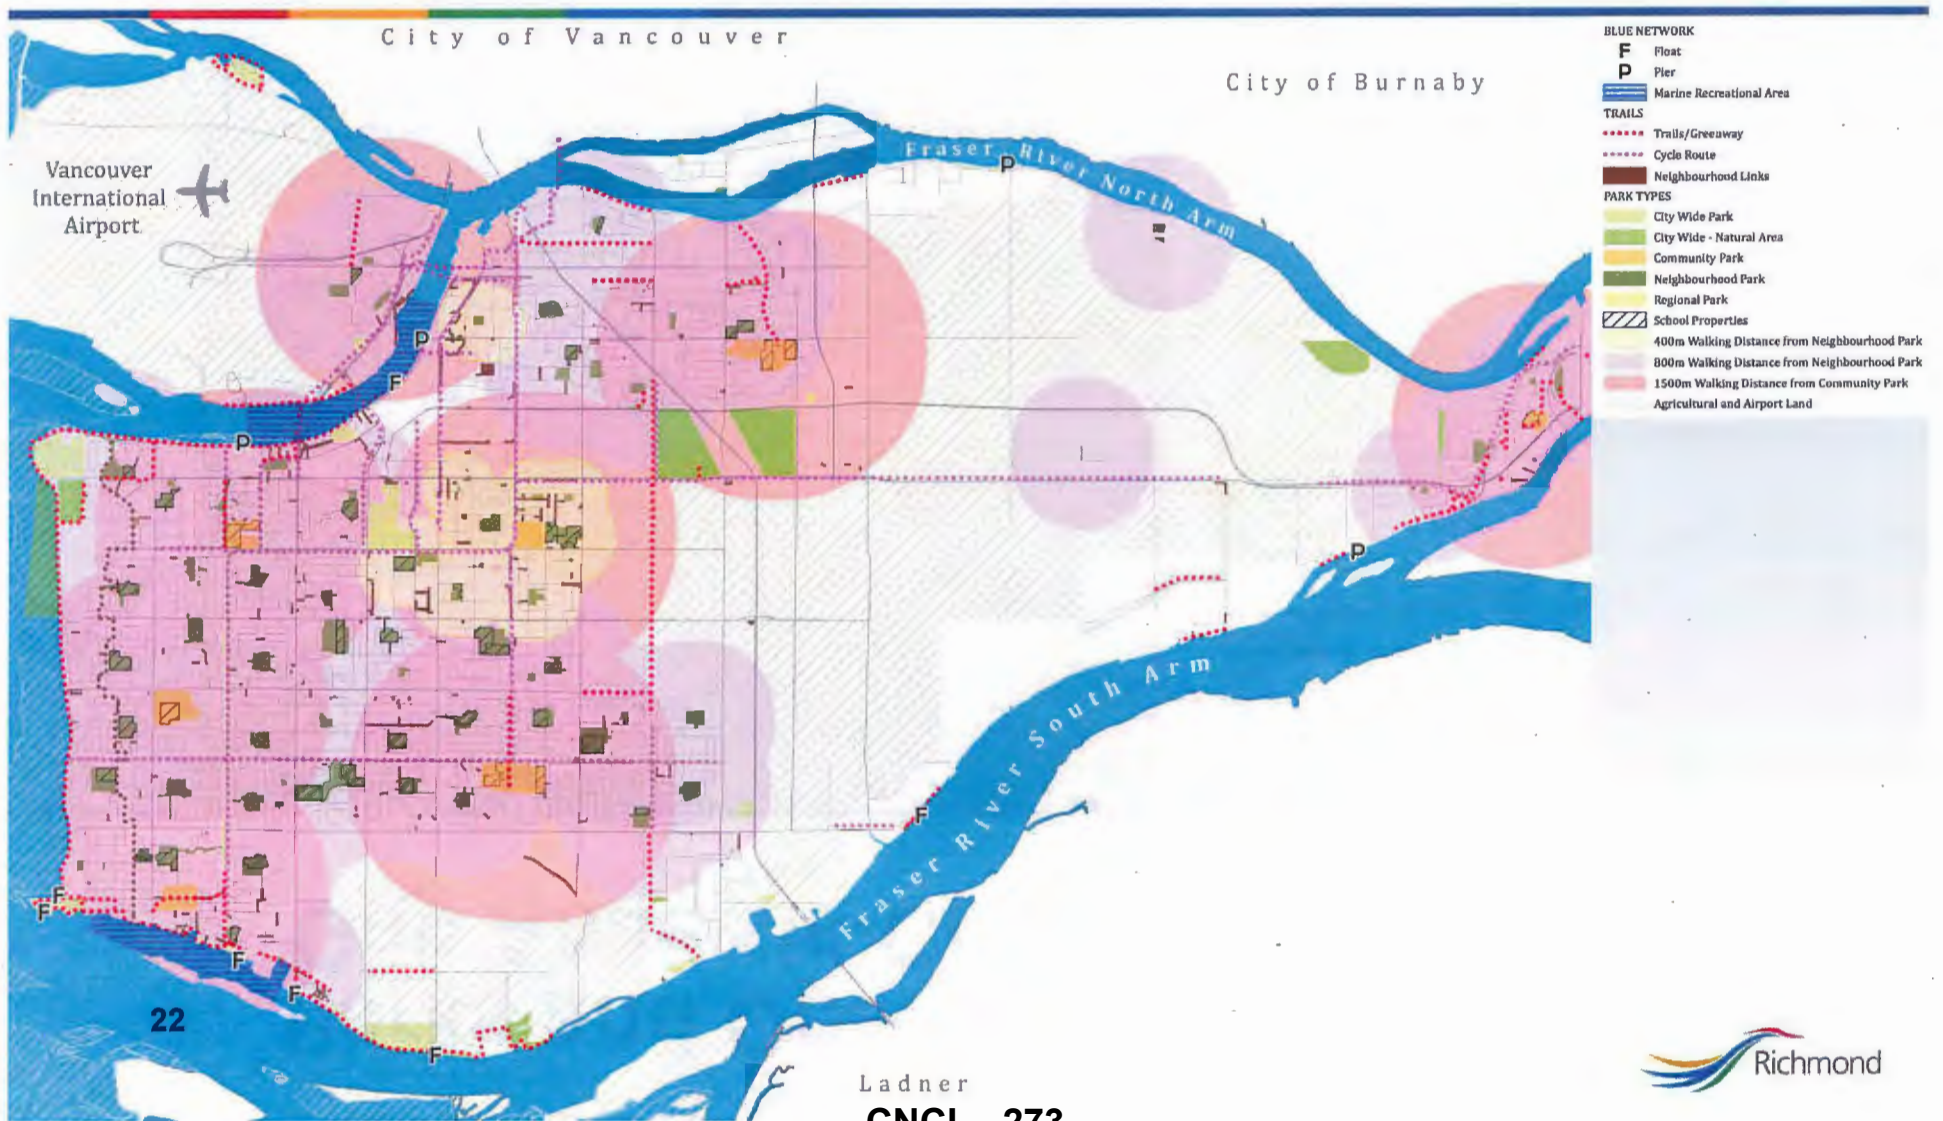 City of Vancouver
City of Burnaby
Vancouver
International
Airport
Fraser River North Arm
P
P
F
P
P
F
F
F
F
F
F
Fraser River South Arm
22
Ladner
CNCL - 273
BLUE NETWORK
F Float
P Pier
Marine Recreational Area
TRAILS
Trails/Greenway
Cycle Route
Neighbourhood Links
PARK TYPES
City Wide Park
City Wide - Natural Area
Community Park
Neighbourhood Park
Regional Park
School Properties
400m Walking Distance from Neighbourhood Park
800m Walking Distance from Neighbourhood Park
1500m Walking Distance from Community Park
Agricultural and Airport Land
Richmond